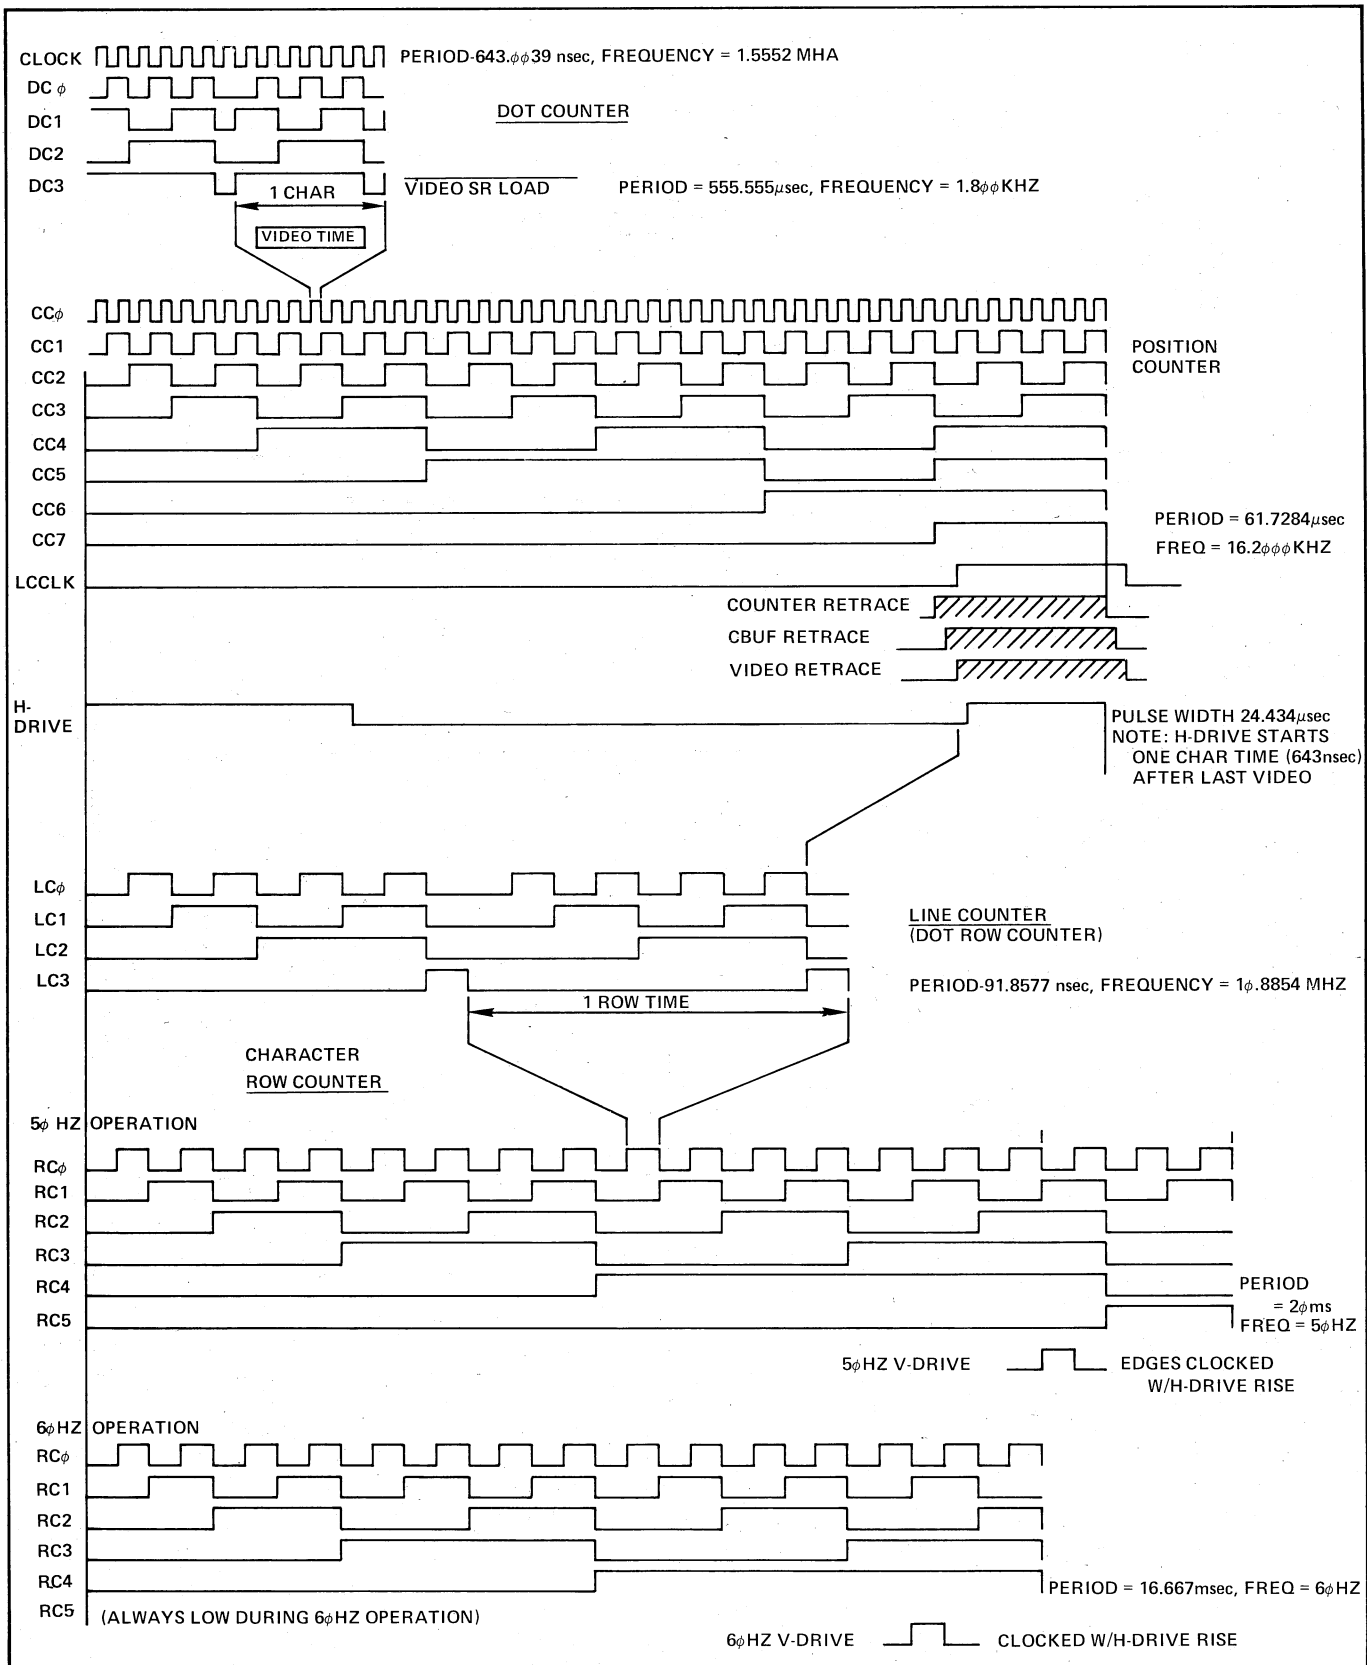 CLOCK PERIOD-643.ϕϕ39 nsec, FREQUENCY = 1.5552 MHA
DC ϕ
DC1 DOT COUNTER
DC2
DC3 1 CHAR VIDEO SR LOAD PERIOD = 555.555μsec, FREQUENCY = 1.8ϕϕKHZ
VIDEO TIME
CCϕ
CC1 POSITION
CC2 COUNTER
CC3
CC4
CC5
CC6
CC7 PERIOD = 61.7284μsec
FREQ = 16.2ϕϕϕKHZ
LCCLK
COUNTER RETRACE
CBUF RETRACE
VIDEO RETRACE
H-
DRIVE
PULSE WIDTH 24.434μsec
NOTE: H-DRIVE STARTS
ONE CHAR TIME (643nsec)
AFTER LAST VIDEO
LCϕ
LC1 LINE COUNTER
LC2 (DOT ROW COUNTER)
LC3 PERIOD-91.8577 nsec, FREQUENCY = 1ϕ.8854 MHZ
1 ROW TIME
CHARACTER
ROW COUNTER
5ϕ HZ OPERATION
RCϕ
RC1
RC2
RC3
RC4 PERIOD
= 2ϕms
RC5 FREQ = 5ϕHZ
5ϕHZ V-DRIVE EDGES CLOCKED
W/H-DRIVE RISE
6ϕHZ OPERATION
RCϕ
RC1
RC2
RC3
RC4 PERIOD = 16.667msec, FREQ = 6ϕHZ
RC5 (ALWAYS LOW DURING 6ϕHZ OPERATION)
6ϕHZ V-DRIVE CLOCKED W/H-DRIVE RISE